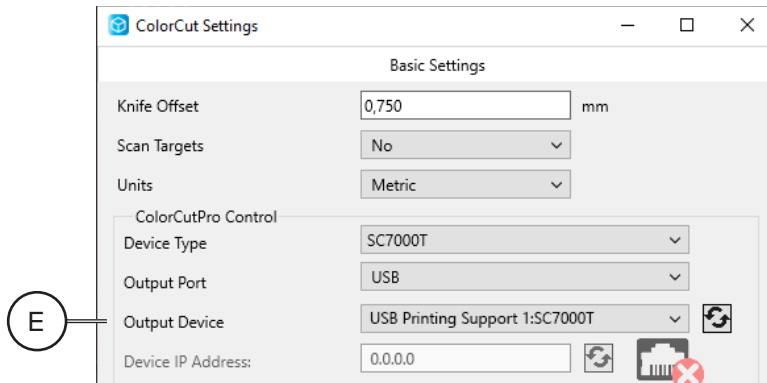 ColorCut Settings
Basic Settings
Knife Offset 0,750 mm
Scan Targets No
Units Metric
ColorCutPro Control
Device Type SC7000T
Output Port USB
E Output Device USB Printing Support 1:SC7000T
Device IP Address: 0.0.0.0